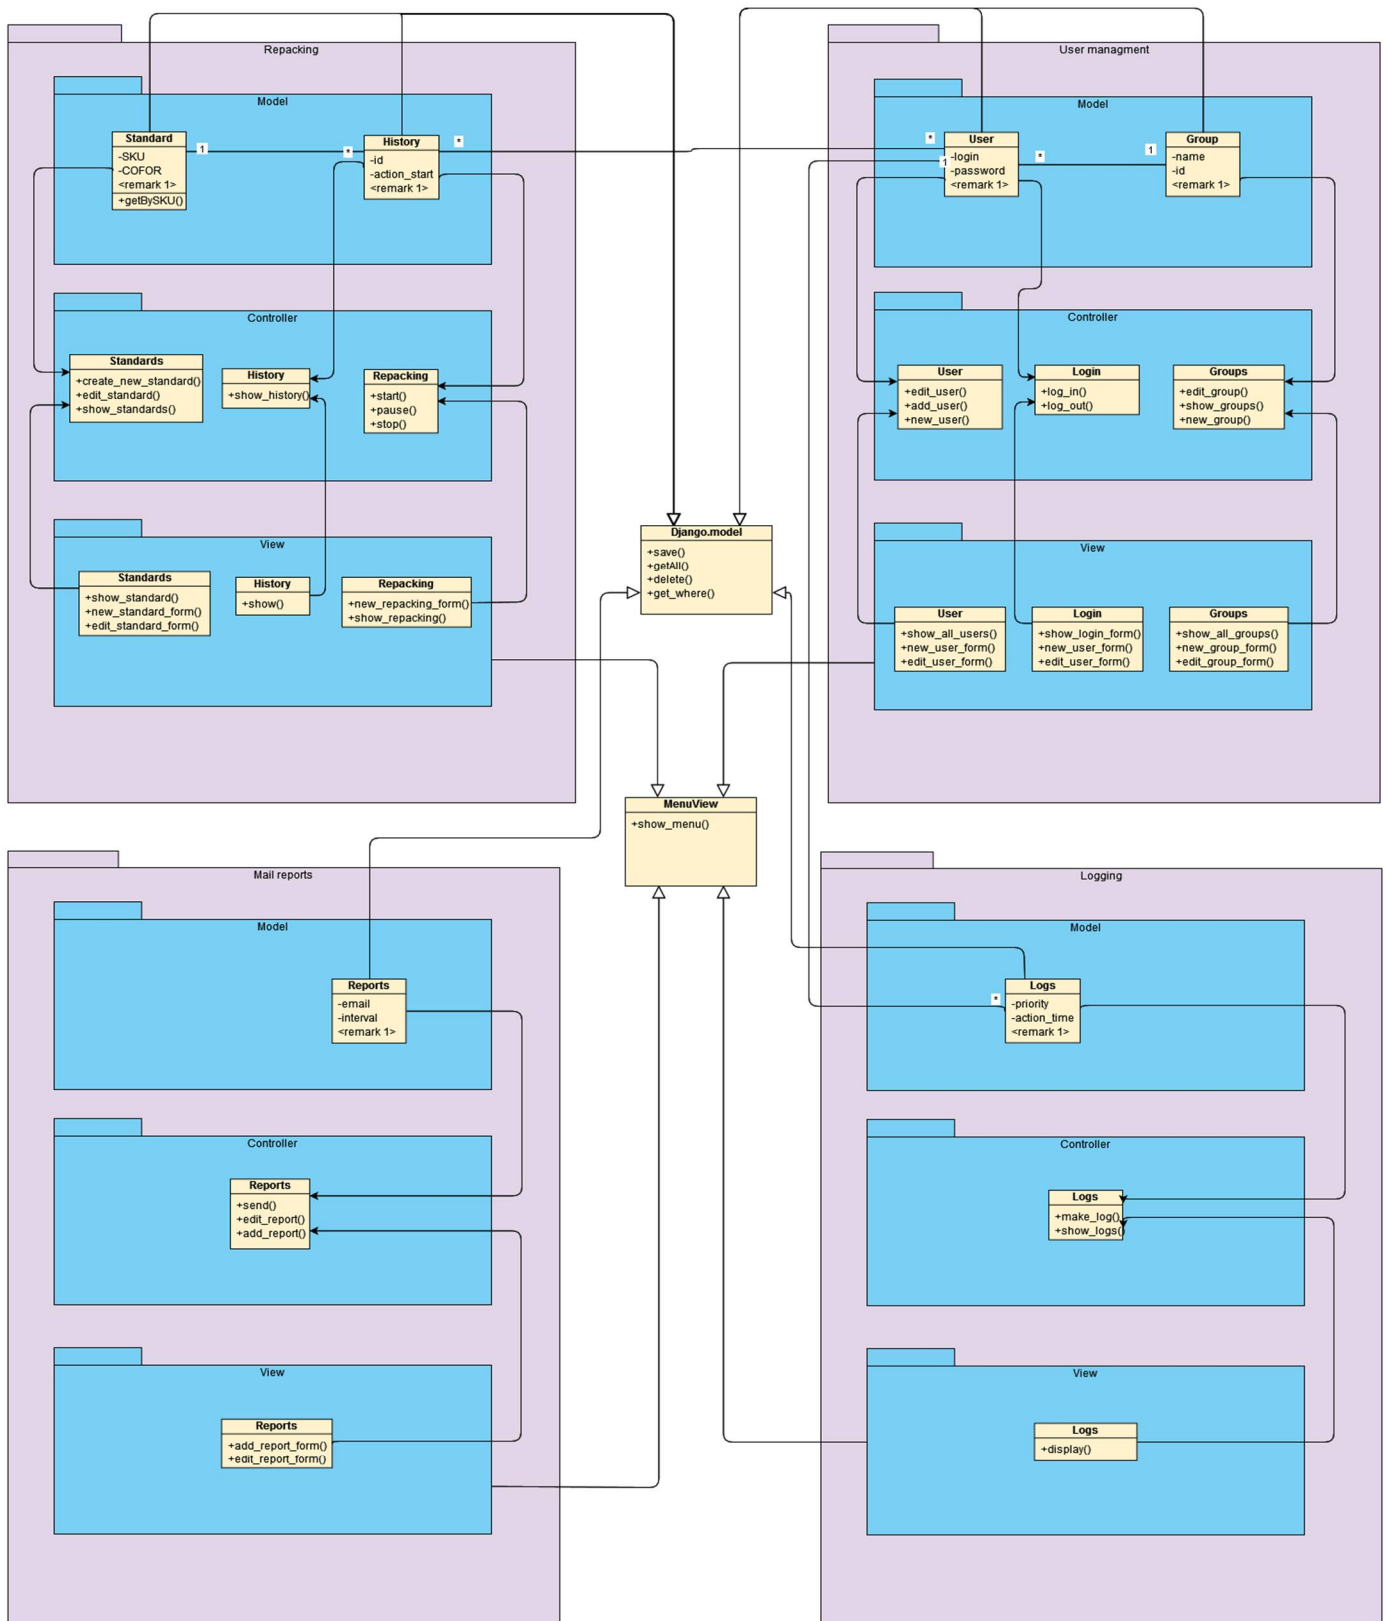 Repacking
Model
Standard
-SKU
-COFOR
<remark 1>
+getBySKU()
1
*
History
-id
-action_start
<remark 1>
*
Controller
Standards
+create_new_standard()
+edit_standard()
+show_standards()
History
+show_history()
Repacking
+start()
+pause()
+stop()
View
Standards
+show_standard()
+new_standard_form()
+edit_standard_form()
History
+show()
Repacking
+new_repacking_form()
+show_repacking()
User managment
Model
*
User
-login
1
-password
<remark 1>
*
1
Group
-name
-id
<remark 1>
Controller
User
+edit_user()
+add_user()
+new_user()
Login
+log_in()
+log_out()
Groups
+edit_group()
+show_groups()
+new_group()
View
User
+show_all_users()
+new_user_form()
+edit_user_form()
Login
+show_login_form()
+new_user_form()
+edit_user_form()
Groups
+show_all_groups()
+new_group_form()
+edit_group_form()
Django.model
+save()
+getAll()
+delete()
+get_where()
MenuView
+show_menu()
Mail reports
Model
Reports
-email
-interval
<remark 1>
Controller
Reports
+send()
+edit_report()
+add_report()
View
Reports
+add_report_form()
+edit_report_form()
Logging
Model
*
Logs
-priority
-action_time
<remark 1>
Controller
Logs
+make_log()
+show_logs()
View
Logs
+display()